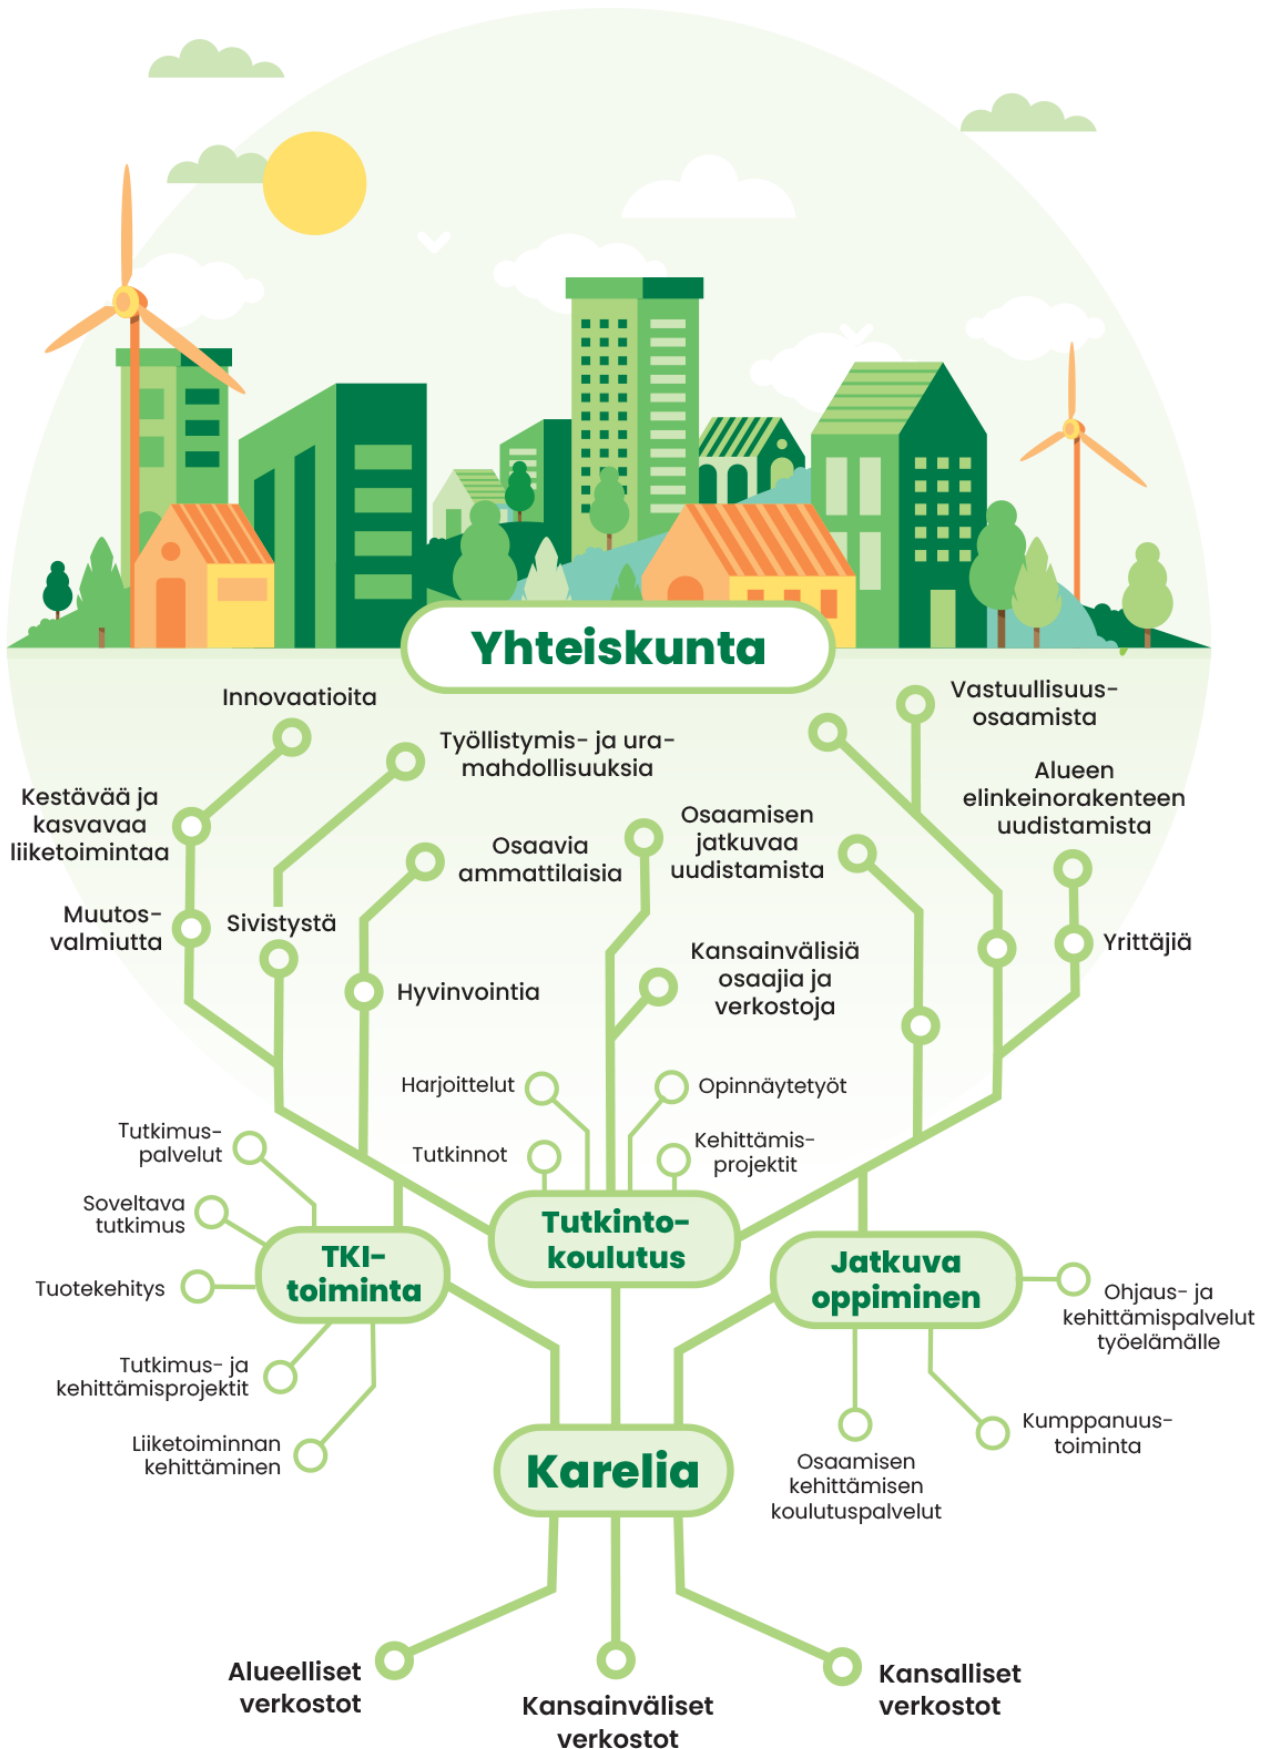 Yhteiskunta
Innovaatioita
Työllistymis- ja ura-
mahdollisuuksia
Vastuullisuus-
osaamista
Kestävää ja
kasvavaa
liiketoimintaa
Osaavia
ammattilaisia
Osaamisen
jatkuvaa
uudistamista
Alueen
elinkeinorakenteen
uudistamista
Muutos-
valmiutta
Sivistystä
Hyvinvointia
Kansainvälisiä
osaajia ja
verkostoja
Yrittäjiä
Harjoittelut
Opinnäytetyöt
Tutkinnot
Kehittämis-
projektit
Tutkimus-
palvelut
Soveltava
tutkimus
Tuotekehitys
Tutkimus- ja
kehittämisprojektit
Liiketoiminnan
kehittäminen
TKI-
toiminta
Tutkinto-
koulutus
Jatkuva
oppiminen
Ohjaus- ja
kehittämispalvelut
työelämälle
Kumppanuus-
toiminta
Osaamisen
kehittämisen
koulutuspalvelut
Karelia
Alueelliset
verkostot
Kansainväliset
verkostot
Kansalliset
verkostot